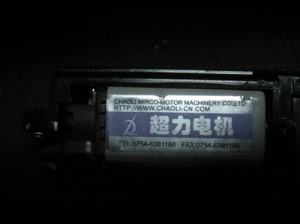 CHAOLI MIRCO-MOTOR MACHINERY CO.LTD
HTTP://WWW.CHAOLI-CN.COM
超力电机
TEL:0754-6381188 FAX:0754-6381196